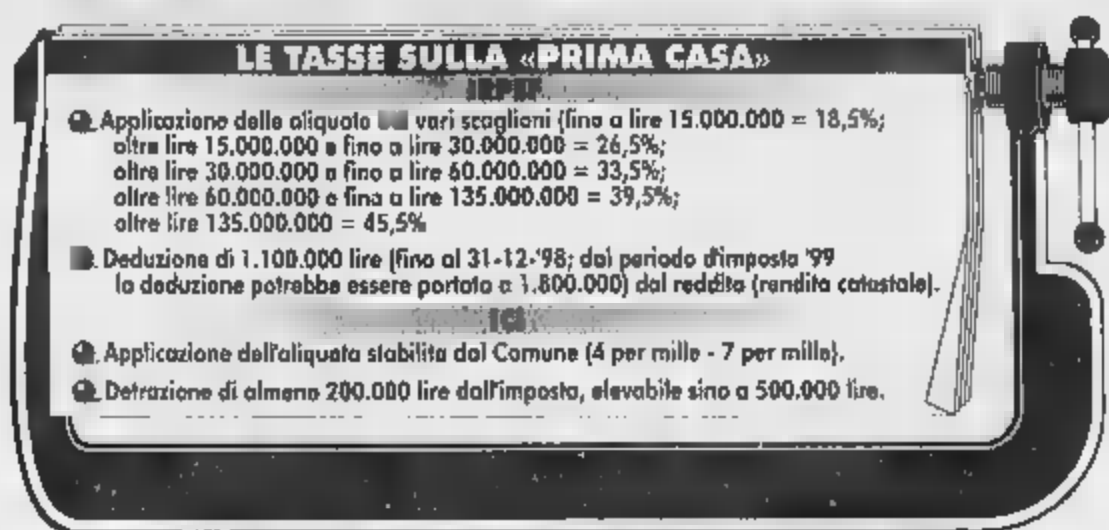 LE TASSE SULLA «PRIMA CASA»
IRPEF
Applicazione delle aliquote vari scaglioni (fino a lire 15.000.000 = 18,5%;
oltre lire 15.000.000 e fino a lire 30.000.000 = 26,5%;
oltre lire 30.000.000 e fino a lire 60.000.000 = 33,5%;
oltre lire 60.000.000 e fino a lire 135.000.000 = 39,5%;
oltre lire 135.000.000 = 45,5%
Deduzione di 1.100.000 lire (fino al 31-12-'98; dal periodo d'imposta '99
la deduzione potrebbe essere portata a 1.800.000) dal reddito (rendita catastale).
ICI
Applicazione dell'aliquota stabilita dal Comune (4 per mille - 7 per mille).
Detrazione di almeno 200.000 lire dall'imposta, elevabile sino a 500.000 lire.